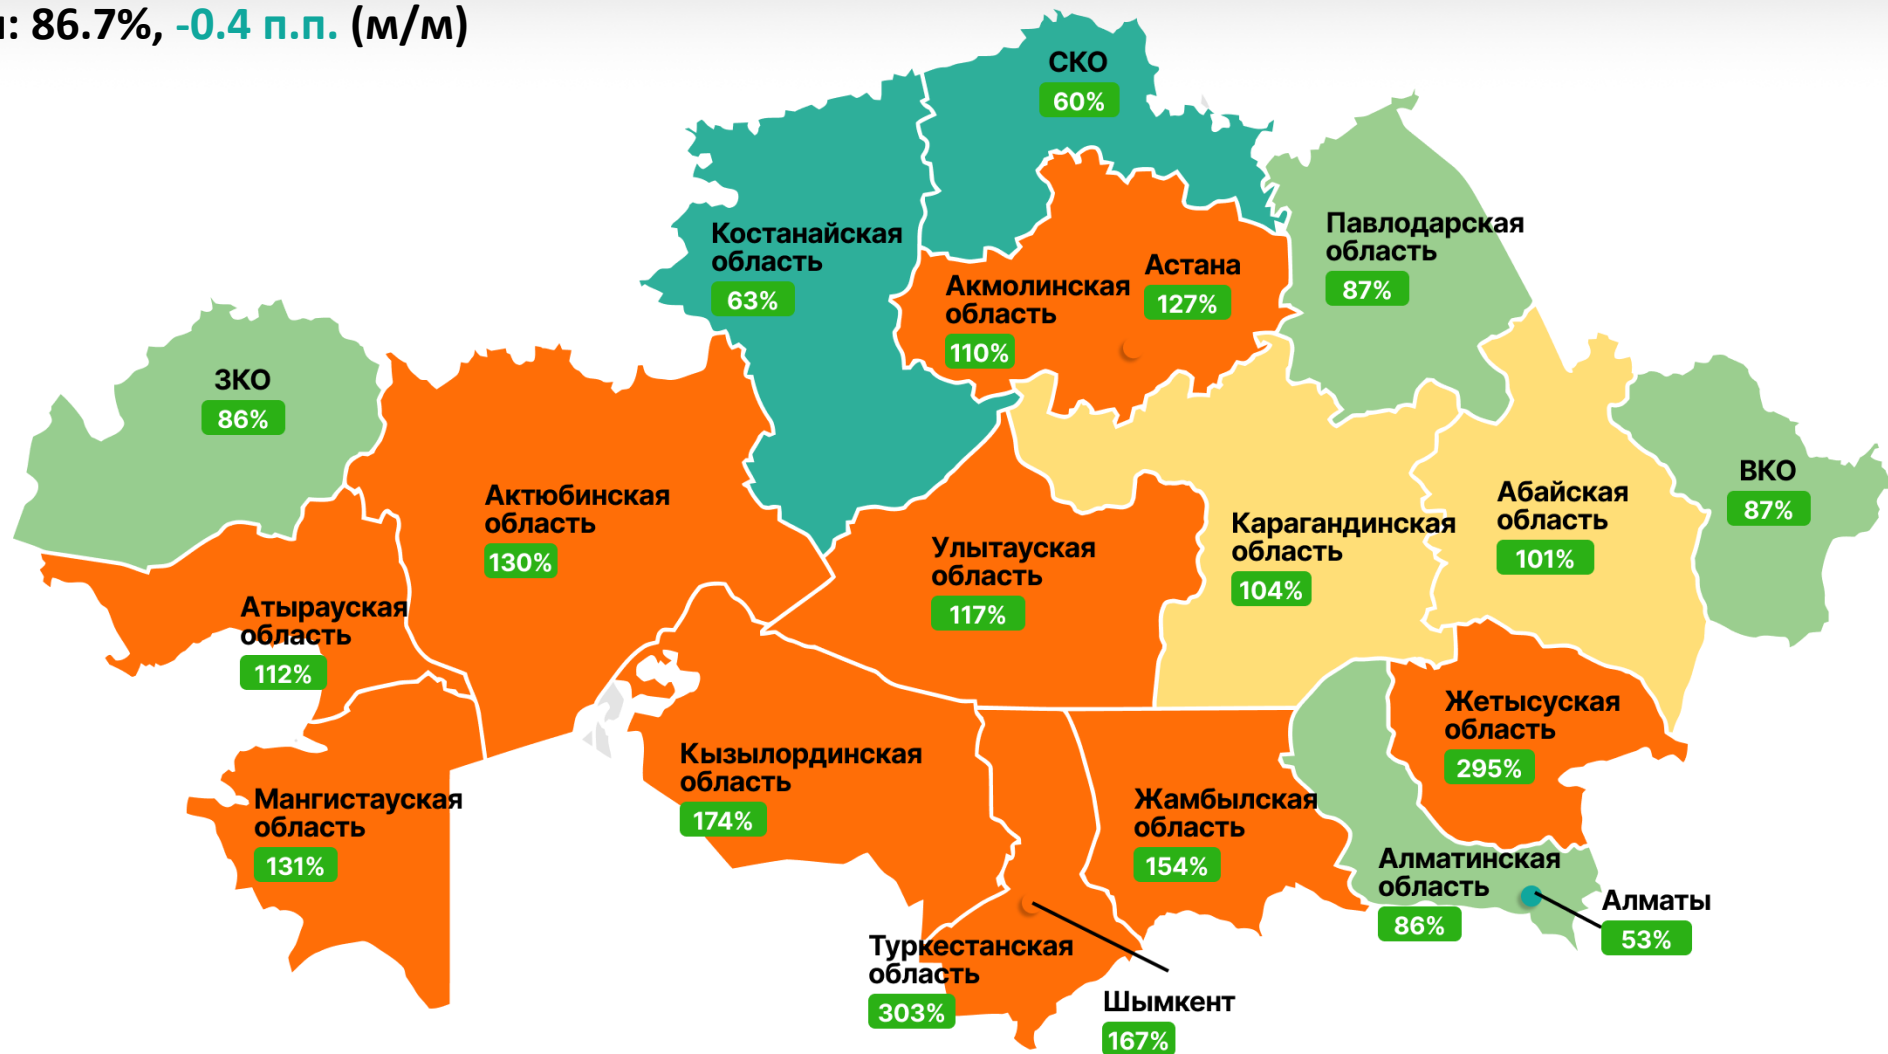 : 86.7%, -0.4 п.п. (м/м)
СКО
60%
Костанайская
область
63%
Павлодарская
область
87%
Астана
127%
Акмолинская
область
110%
ЗКО
86%
Актюбинская
область
130%
ВКО
87%
Абайская
область
101%
Карагандинская
область
104%
Улытауская
область
117%
Атырауская
область
112%
Жетысуская
область
295%
Кызылординская
область
174%
Мангистауская
область
131%
Жамбылская
область
154%
Алматинская
область
86%
Алматы
53%
Туркестанская
область
303%
Шымкент
167%